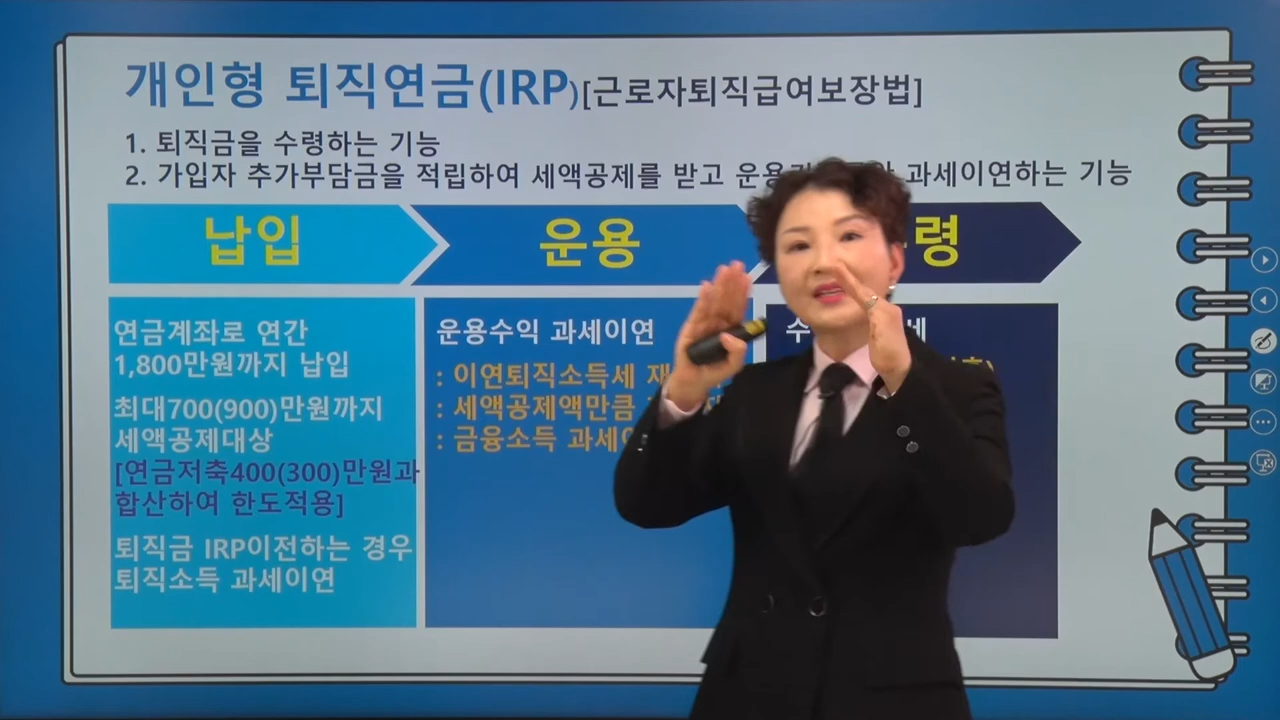 개인형 퇴직연금(IRP)[근로자퇴직급여보장법]
1. 퇴직금을 수령하는 기능
2. 가입자 추가부담금을 적립하여 세액공제를 받고 과세이연하는 기능
납입
운용
령
연금계좌로 연간
1,800만원까지 납입
최대700(900)만원까지
세액공제대상
[연금저축400(300)만원과
합산하여 한도적용]
퇴직금 IRP이전하는 경우
퇴직소득 과세이연
운용수익 과세이연
: 이연퇴직소득세
: 세액공제액만큼
: 금융소득